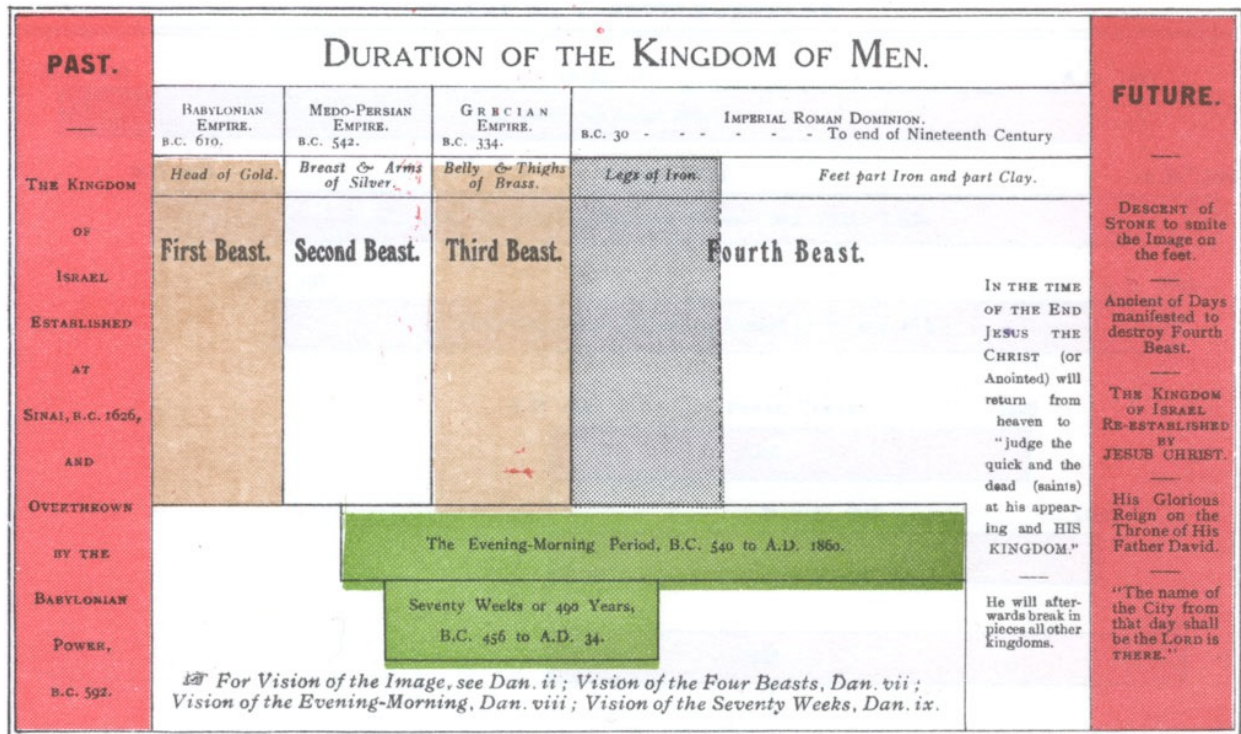 PAST.
THE KINGDOM
OF
ISRAEL
ESTABLISHED
AT
SINAI, B.C. 1626,
AND
OVERTHROWN
BY THE
BABYLONIAN
POWER,
B.C. 592.
DURATION OF THE KINGDOM OF MEN.
BABYLONIAN
EMPIRE.
B.C. 610.
MEDO-PERSIAN
EMPIRE.
B.C. 542.
GRECIAN
EMPIRE.
B.C. 334.
IMPERIAL ROMAN DOMINION.
B.C. 30 - - - - - - To end of Nineteenth Century
Head of Gold.
Breast & Arms
of Silver.
Belly & Thighs
of Brass.
Legs of Iron.
Feet part Iron and part Clay.
First Beast.
Second Beast.
Third Beast.
Fourth Beast.
IN THE TIME
OF THE END
JESUS THE
CHRIST (or
Anointed) will
return from
heaven to
"judge the
quick and the
dead (saints)
at his appear-
ing and HIS
KINGDOM."
He will after-
wards break in
pieces all other
kingdoms.
The Evening-Morning Period, B.C. 540 to A.D. 1860.
Seventy Weeks or 490 Years,
B.C. 456 to A.D. 34.
☞ For Vision of the Image, see Dan. ii ; Vision of the Four Beasts, Dan. vii ;
Vision of the Evening-Morning, Dan. viii ; Vision of the Seventy Weeks, Dan. ix.
FUTURE.
DESCENT of
STONE to smite
the Image on
the feet.
Ancient of Days
manifested to
destroy Fourth
Beast.
THE KINGDOM
OF ISRAEL
RE-ESTABLISHED
BY
JESUS CHRIST.
His Glorious
Reign on the
Throne of His
Father David.
"The name of
the City from
that day shall
be the LORD IS
THERE."